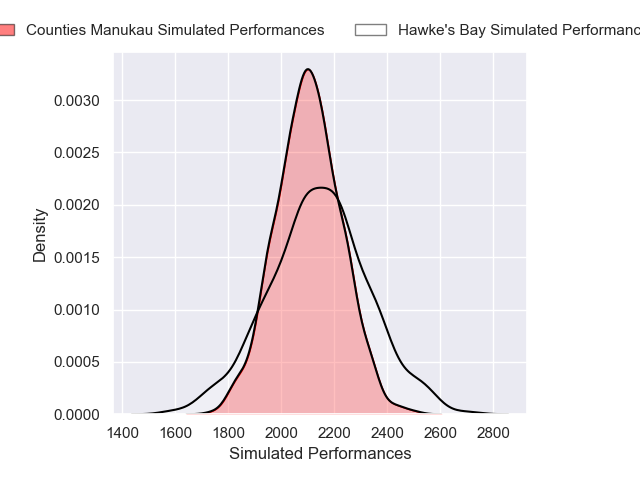 Counties Manukau Simulated Performances
Hawke's Bay Simulated
0.0030
0.0025
0.0020
0.0015
0.0010
0.0005
0.0000
Density
1400 1600 1800 2000 2200 2400 2600 2800
Simulated Performances